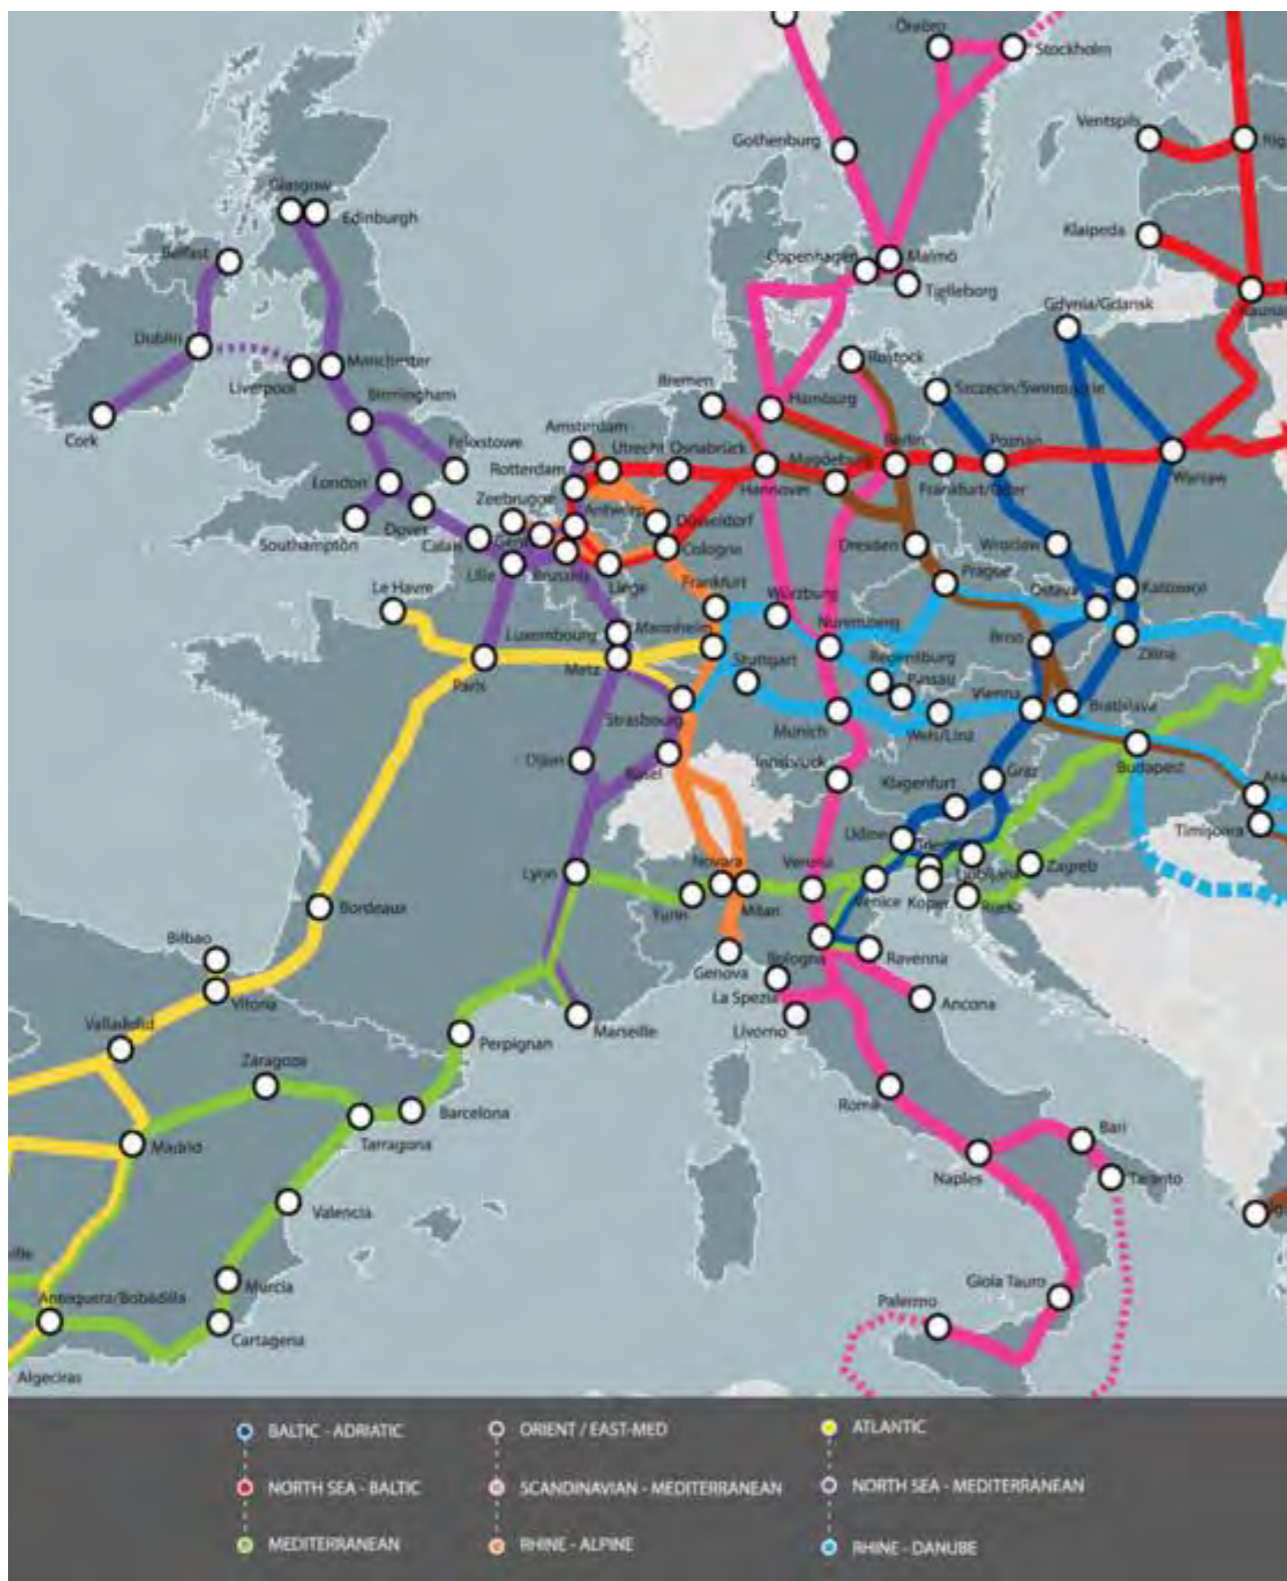 Örebro
Stockholm
Ventspils
Gothenburg
Glasgow
Edinburgh
Klaipeda
Belfast
Copenhagen
Malmö
Gdynia/Gdansk
Dublin
Manchester
Rostock
Liverpool
Bremen
Szczecin/Swinoujscie
Birmingham
Hamburg
Cork
Felixstowe
Amsterdam
Utrecht
Osnabrück
Berlin
Poznan
London
Rotterdam
Magdeburg
Hannover
Frankfurt/Oder
Warsaw
Zeebrugge
Dover
Düsseldorf
Southampton
Calais
Cologne
Dresden
Wroclaw
Lille
Brussels
Liège
Le Havre
Frankfurt
Würzburg
Prague
Ostava
Katowice
Luxembourg
Mannheim
Nuremberg
Brno
Zilina
Metz
Stuttgart
Regensburg
Paris
Passau
Vienna
Bratislava
Strasbourg
Munich
Wels/Linz
Dijon
Basel
Innsbruck
Klagenfurt
Graz
Budapest
Udine
Timișoara
Novara
Verona
Lyon
Ljubljana
Zagreb
Turin
Milan
Venice
Koper
Rijeka
Bordeaux
Bilbao
Genova
Bologna
Ravenna
Vitoria
La Spezia
Ancona
Valladolid
Livorno
Marseille
Perpignan
Zaragoza
Barcelona
Roma
Tarragona
Madrid
Bari
Naples
Taranto
Valencia
Murcia
Gioia Tauro
Antequera/Bobadilla
Palermo
Cartagena
Algeciras
BALTIC - ADRIATIC
ORIENT / EAST-MED
ATLANTIC
NORTH SEA - BALTIC
SCANDINAVIAN - MEDITERRANEAN
NORTH SEA - MEDITERRANEAN
MEDITERRANEAN
RHINE - ALPINE
RHINE - DANUBE